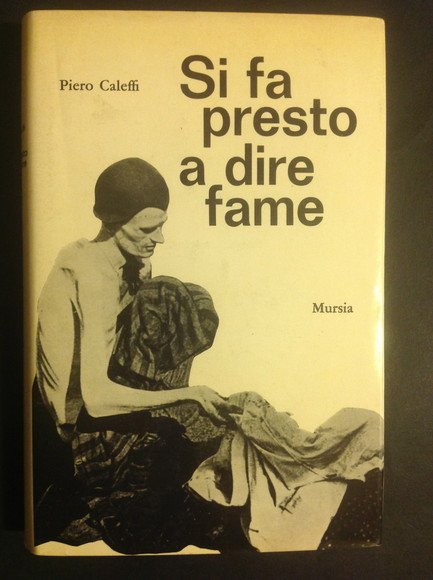 Piero Caleffi
Si fa
presto
a dire
fame
Mursia